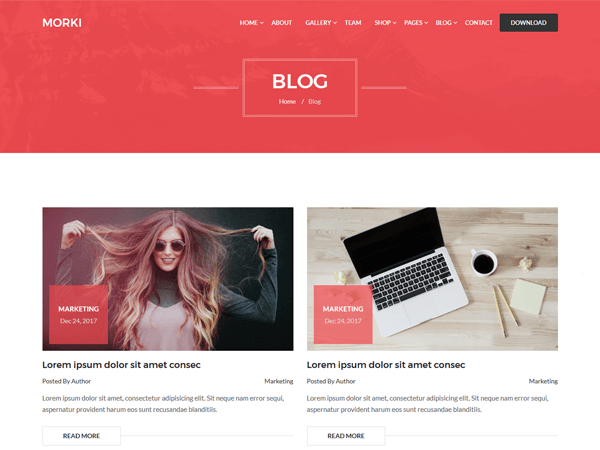 MORKI
HOME ABOUT GALLERY TEAM SHOP PAGES BLOG CONTACT DOWNLOAD
BLOG
Home / Blog
MARKETING
Dec 24, 2017
Lorem ipsum dolor sit amet consec
Posted By Author Marketing
Lorem ipsum dolor sit amet, consectetur adipisicing elit. Sit neque nam error sequi,
aspernatur provident harum eos sunt recusandae blanditiis.
READ MORE
MARKETING
Dec 24, 2017
Lorem ipsum dolor sit amet consec
Posted By Author Marketing
Lorem ipsum dolor sit amet, consectetur adipisicing elit. Sit neque nam error sequi,
aspernatur provident harum eos sunt recusandae blanditiis.
READ MORE